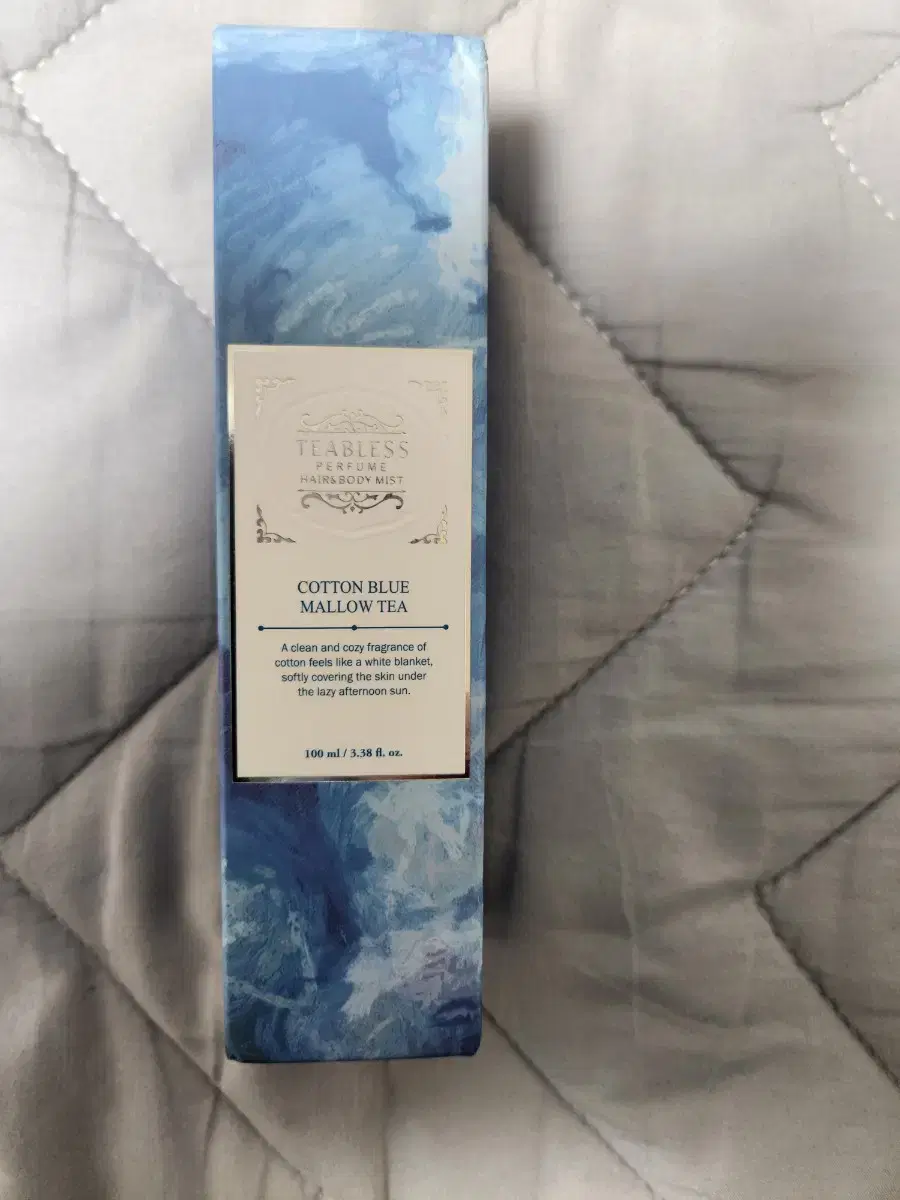 TEABLESS
PERFUME
HAIR&BODY MIST
COTTON BLUE
MALLOW TEA
A clean and cozy fragrance of
cotton feels like a white blanket,
softly covering the skin under
the lazy afternoon sun.
100 ml / 3.38 fl. oz.